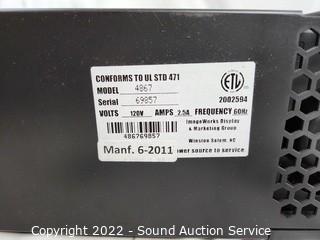 CONFORMS TO UL STD 471
MODEL 4867
Serial 69857
ETL
2002594
VOLTS 120V AMPS 2.5A FREQUENCY 60Hz
486769857
ImageWorks Display
& Marketing Group
Winston Salem, NC
Manf. 6-2011
ower source to service
Copyright 2022 - Sound Auction Service